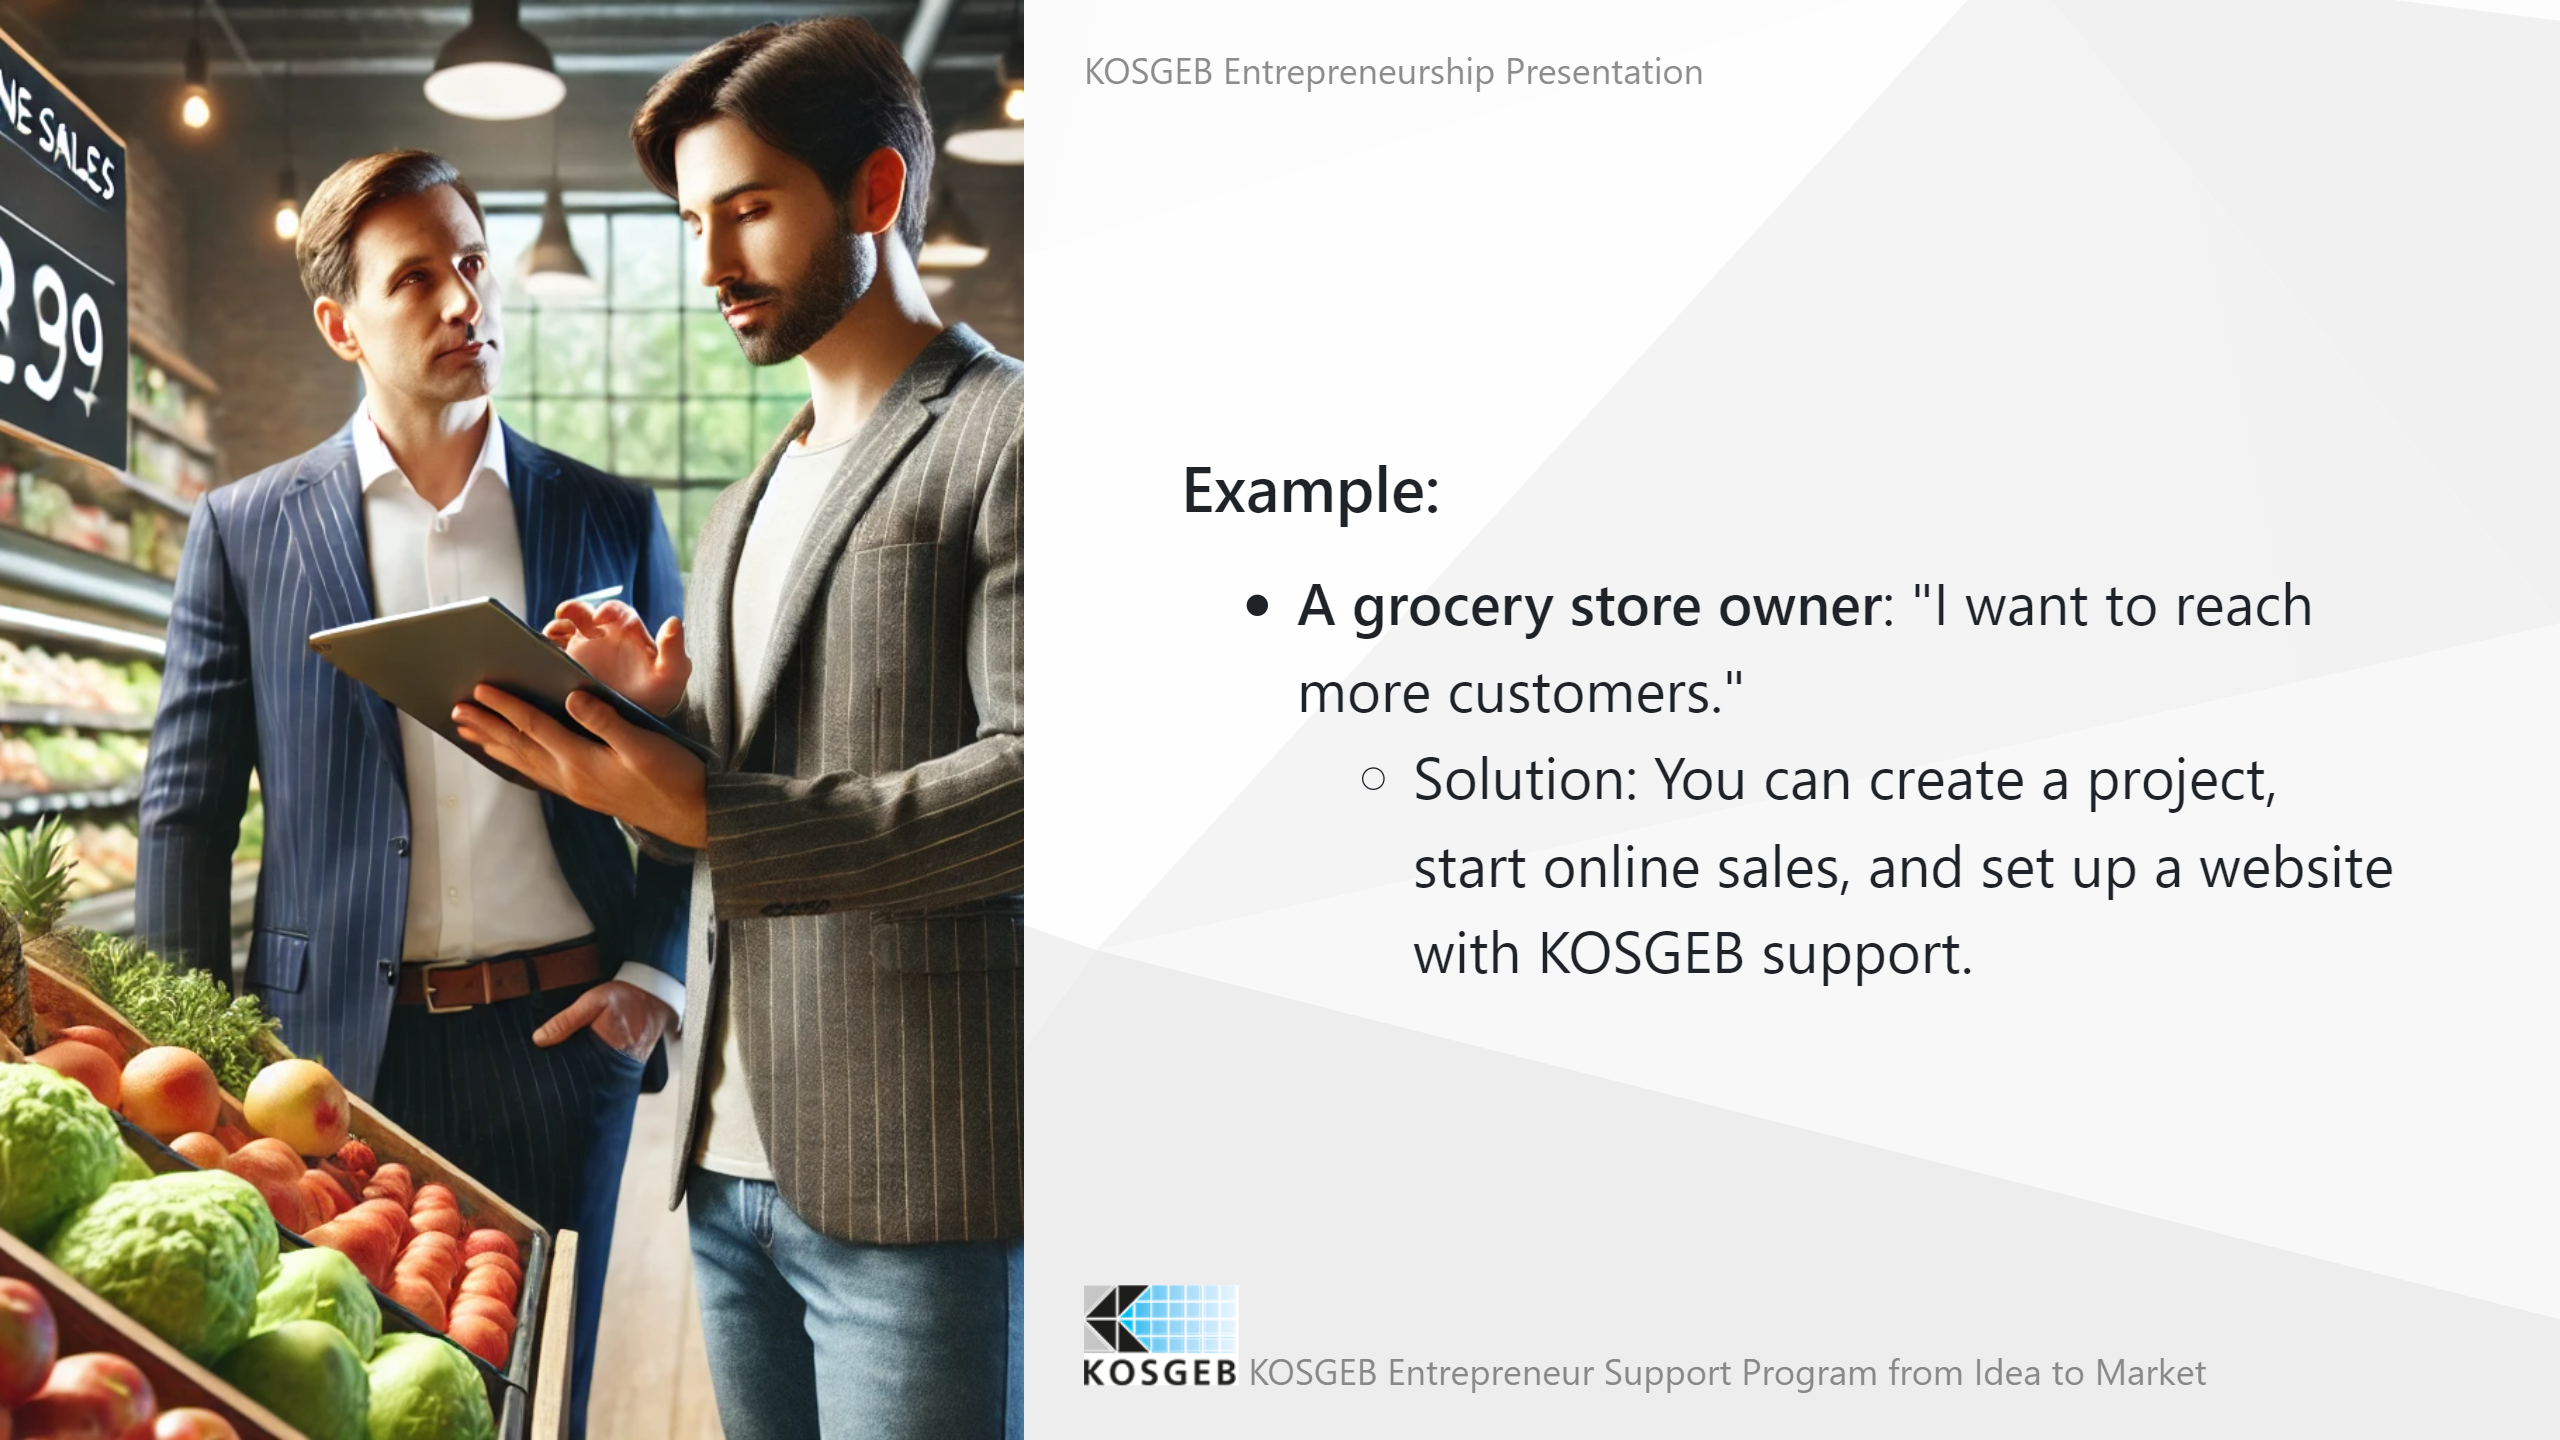 NE SALES
.99
KOSGEB Entrepreneurship Presentation
Example:
• A grocery store owner: "I want to reach
more customers."
○ Solution: You can create a project,
start online sales, and set up a website
with KOSGEB support.
KOSGEB
KOSGEB Entrepreneur Support Program from Idea to Market